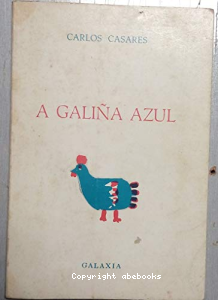 CARLOS CASARES
A GALIÑA AZUL
GALAXIA
Copyright abebooks